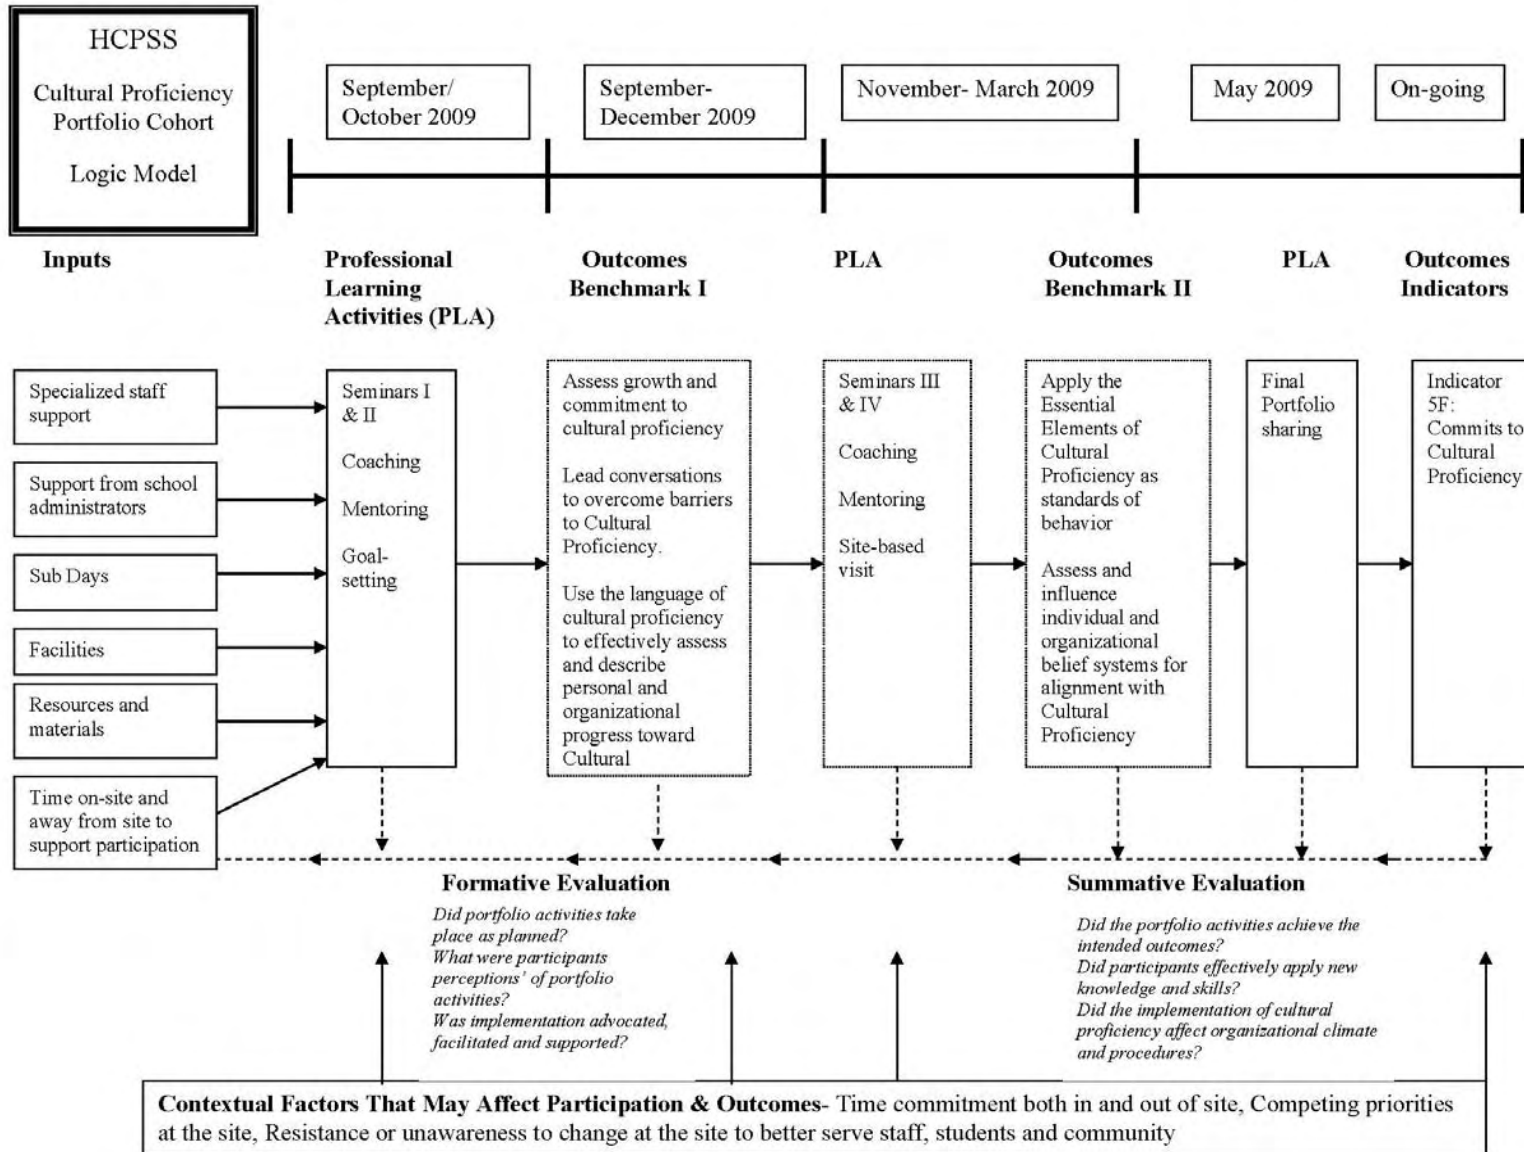 HCPSS
Cultural Proficiency
Portfolio Cohort
Logic Model
September/
October 2009
September-
December 2009
November- March 2009
May 2009
On-going
Inputs
Professional
Learning
Activities (PLA)
Outcomes
Benchmark I
PLA
Outcomes
Benchmark II
PLA
Outcomes
Indicators
Specialized staff
support
Support from school
administrators
Sub Days
Facilities
Resources and
materials
Time on-site and
away from site to
support participation
Seminars I
& II
Coaching
Mentoring
Goal-
setting
Assess growth and
commitment to
cultural proficiency
Lead conversations
to overcome barriers
to Cultural
Proficiency.
Use the language of
cultural proficiency
to effectively assess
and describe
personal and
organizational
progress toward
Cultural
Seminars III
& IV
Coaching
Mentoring
Site-based
visit
Apply the
Essential
Elements of
Cultural
Proficiency as
standards of
behavior
Assess and
influence
individual and
organizational
belief systems for
alignment with
Cultural
Proficiency
Final
Portfolio
sharing
Indicator
5F:
Commits to
Cultural
Proficiency
Formative Evaluation
Did portfolio activities take
place as planned?
What were participants
perceptions' of portfolio
activities?
Was implementation advocated,
facilitated and supported?
Summative Evaluation
Did the portfolio activities achieve the
intended outcomes?
Did participants effectively apply new
knowledge and skills?
Did the implementation of cultural
proficiency affect organizational climate
and procedures?
Contextual Factors That May Affect Participation & Outcomes- Time commitment both in and out of site, Competing priorities
at the site, Resistance or unawareness to change at the site to better serve staff, students and community